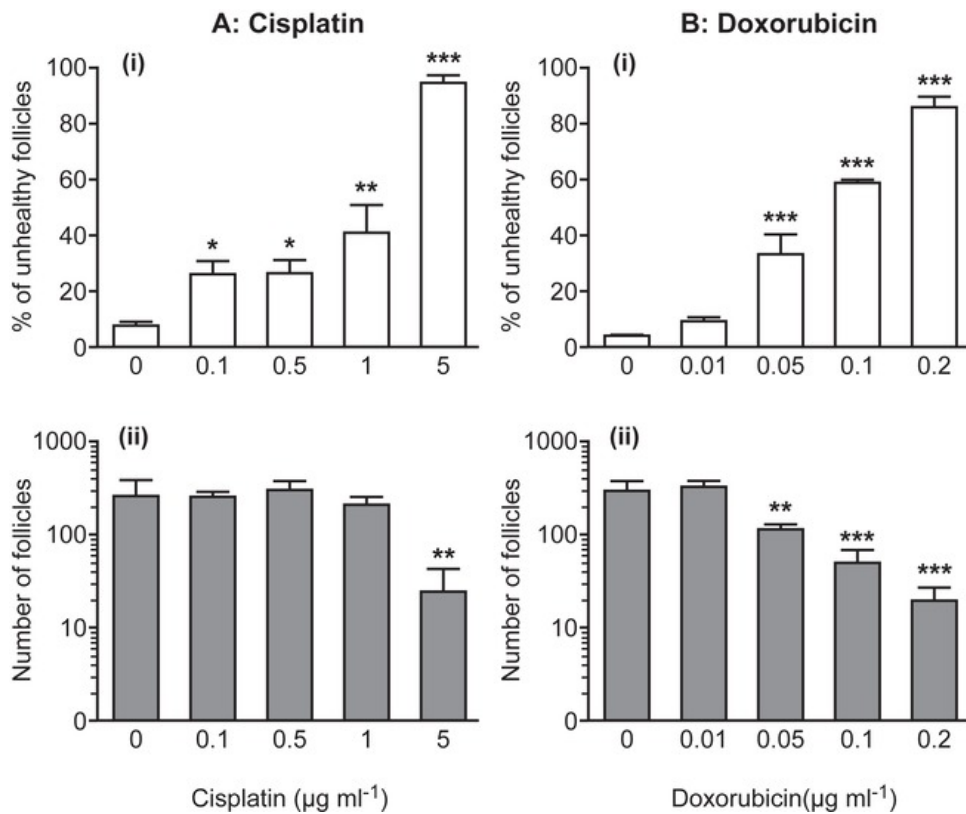 A: Cisplatin
B: Doxorubicin
(i)
% of unhealthy follicles
100
80
60
40
20
0
*
*
**
***
0 0.1 0.5 1 5
(i)
% of unhealthy follicles
100
80
60
40
20
0
***
***
***
0 0.01 0.05 0.1 0.2
(ii)
Number of follicles
1000
100
10
0
**
0 0.1 0.5 1 5
Cisplatin (µg ml⁻¹)
(ii)
Number of follicles
1000
100
10
0
**
***
***
0 0.01 0.05 0.1 0.2
Doxorubicin(µg ml⁻¹)